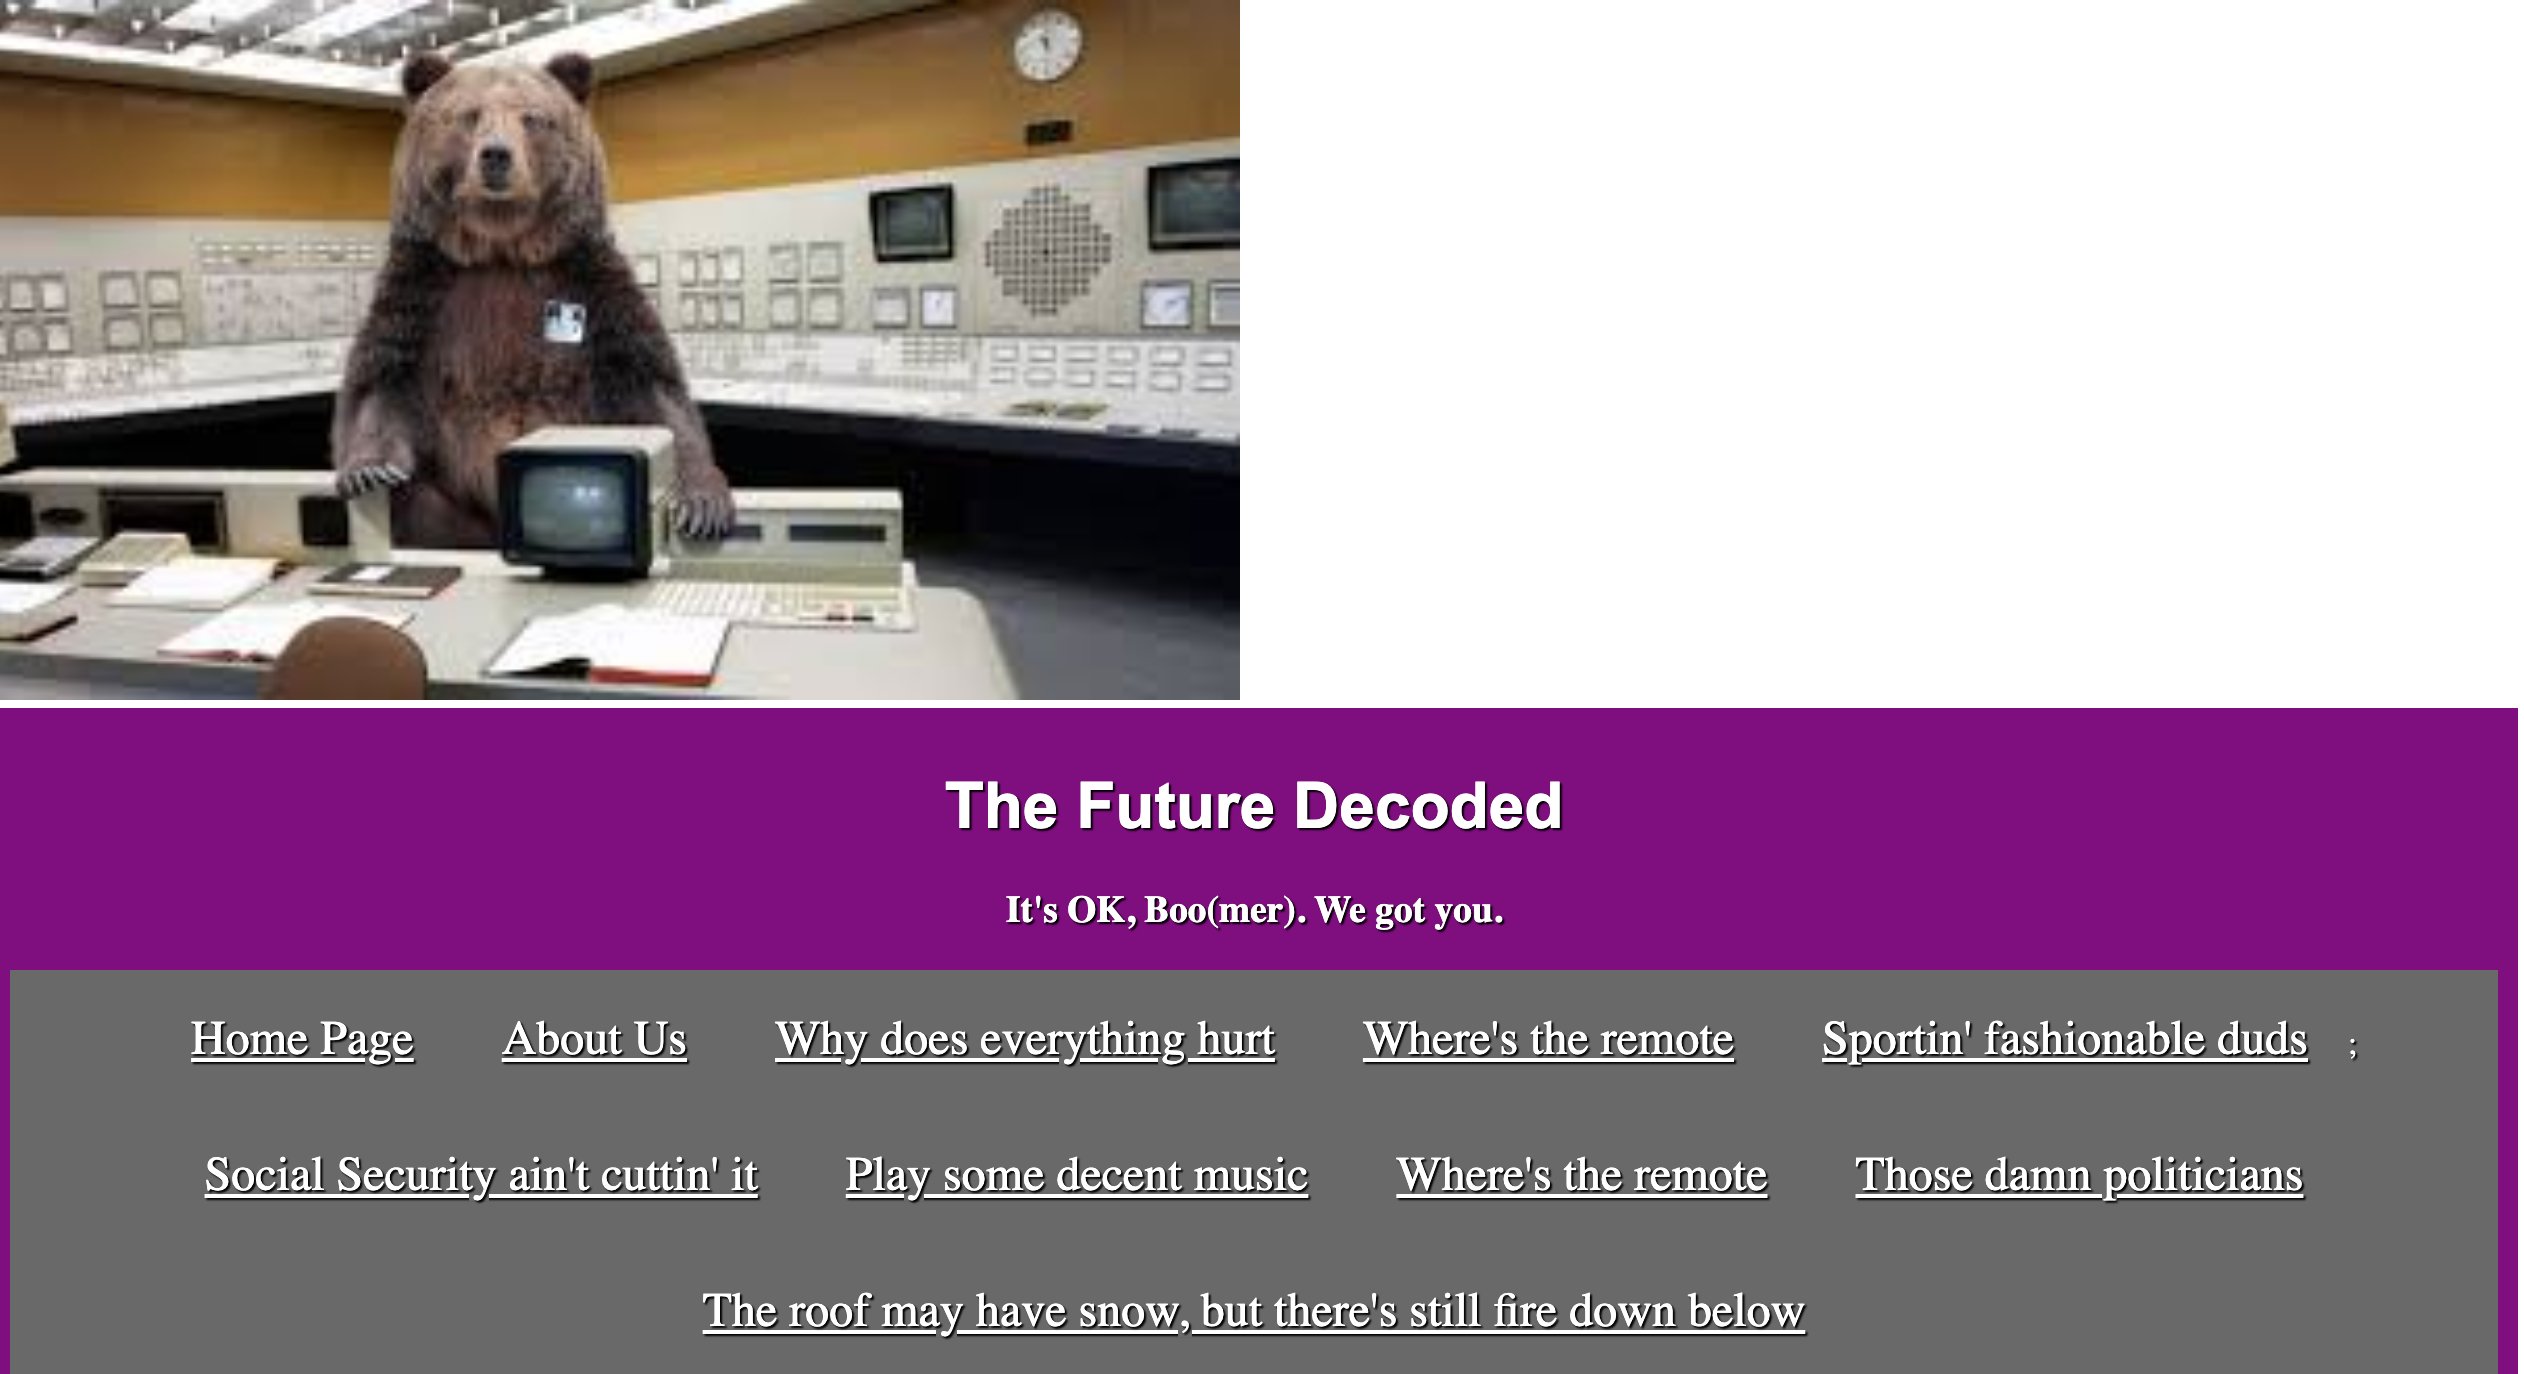 The Future Decoded
It's OK, Boo(mer). We got you.
Home Page About Us Why does everything hurt Where's the remote Sportin' fashionable duds ;
Social Security ain't cuttin' it Play some decent music Where's the remote Those damn politicians
The roof may have snow, but there's still fire down below